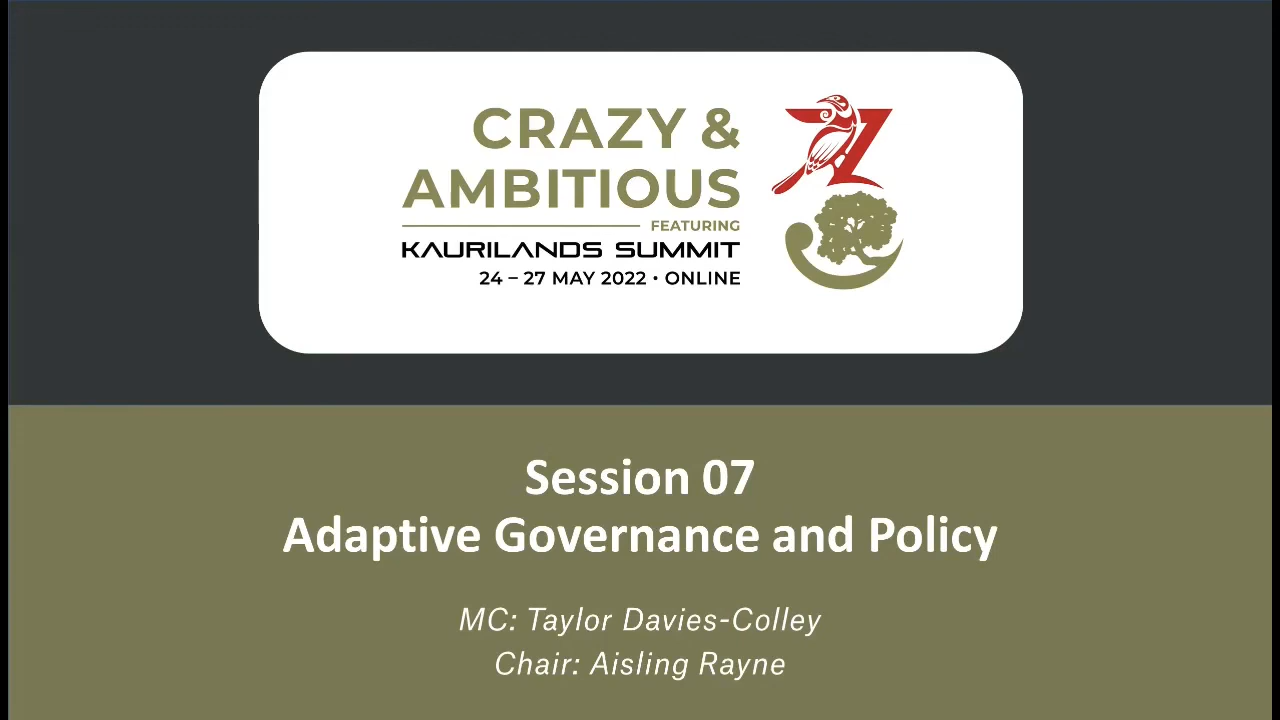 CRAZY &
AMBITIOUS
FEATURING
KAURILANDS SUMMIT
24 – 27 MAY 2022 • ONLINE
Session 07
Adaptive Governance and Policy
MC: Taylor Davies-Colley
Chair: Aisling Rayne